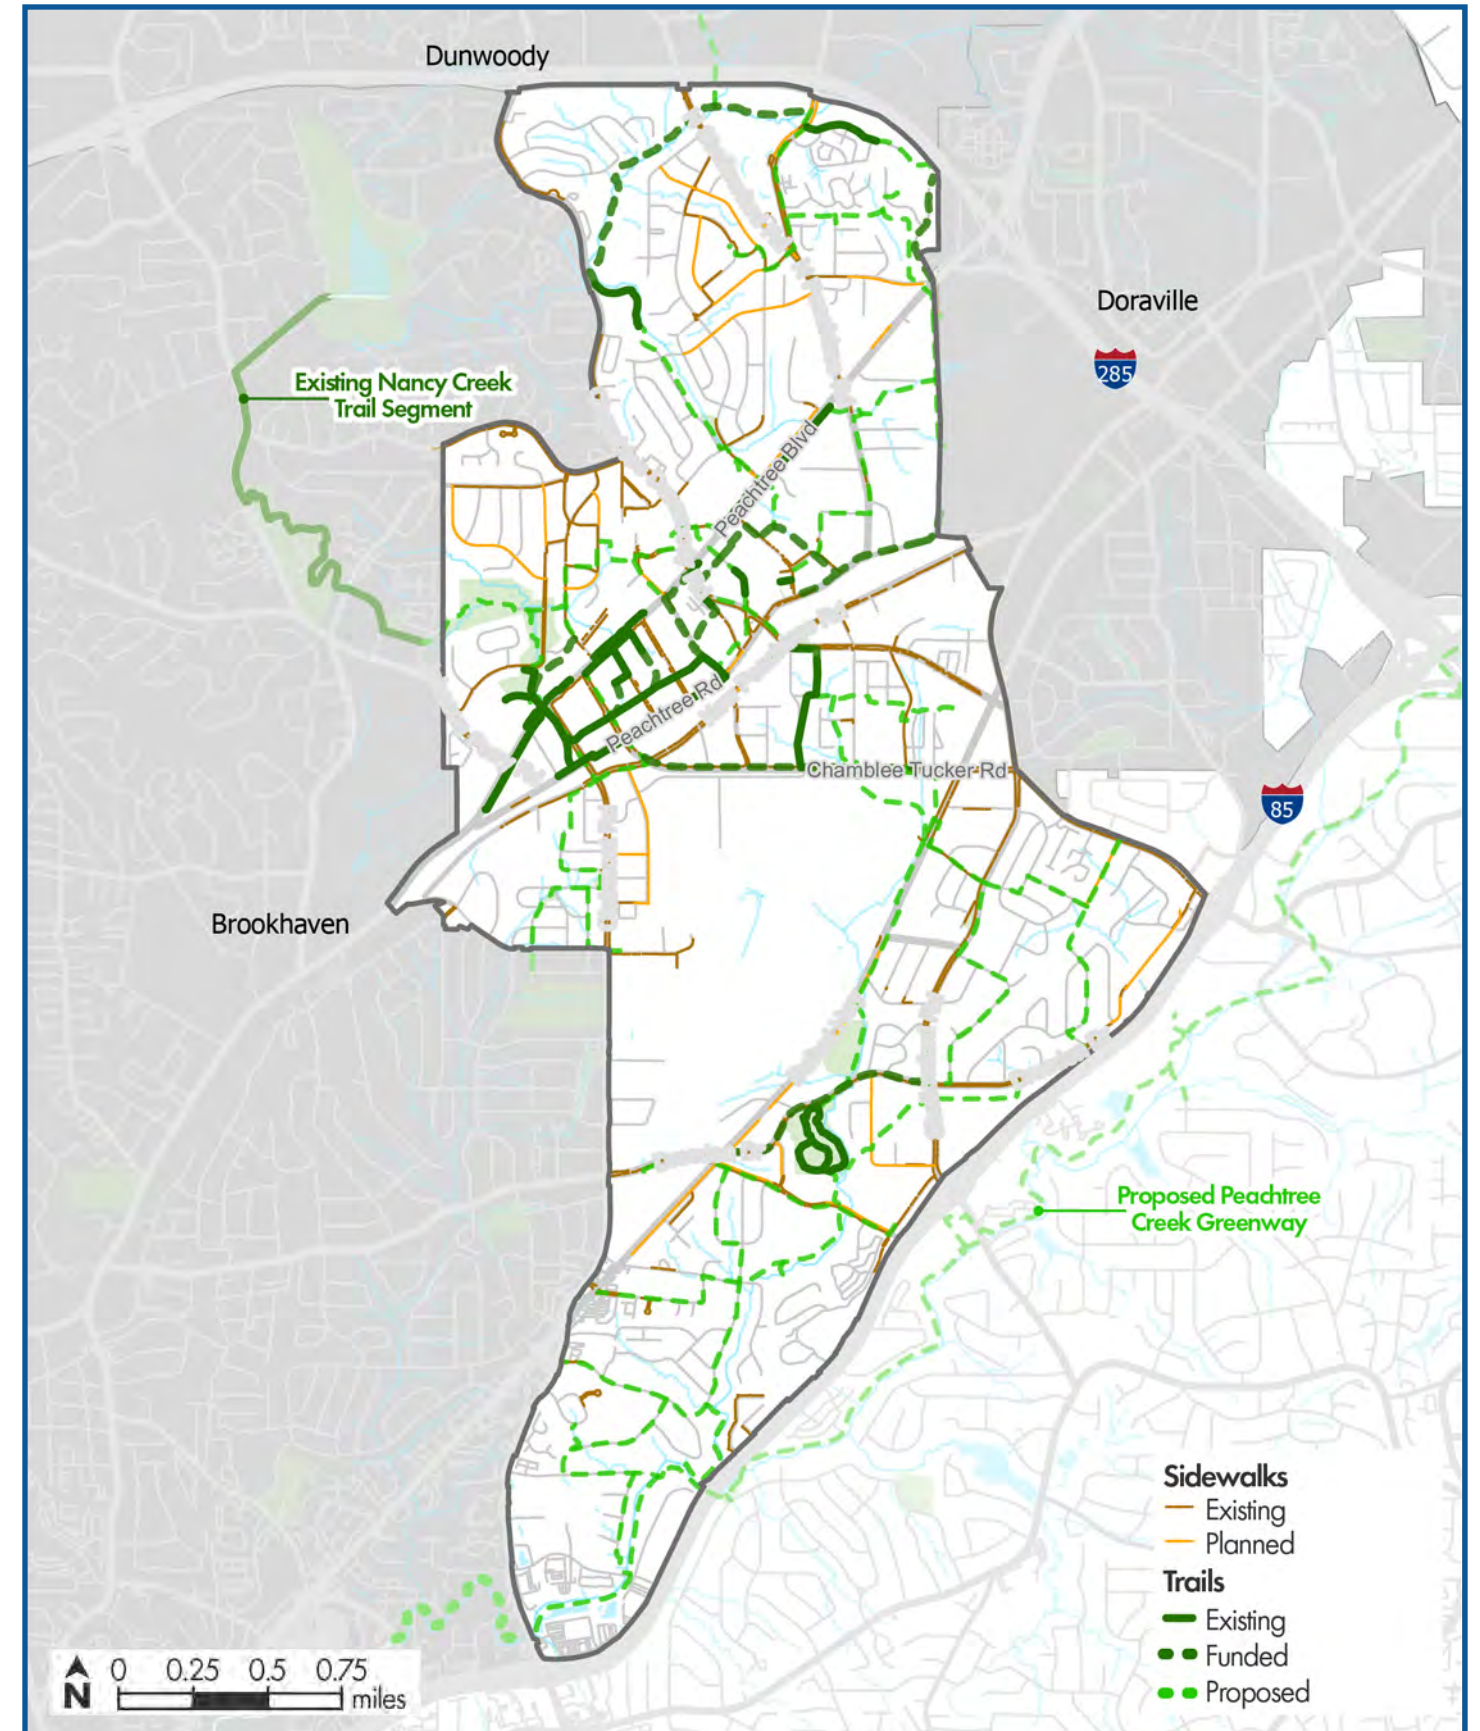 Dunwoody
Doraville
285
Existing Nancy Creek
Trail Segment
Peachtree Blvd
Peachtree Rd
Chamblee Tucker Rd
85
Brookhaven
Proposed Peachtree
Creek Greenway
Sidewalks
Existing
Planned
Trails
Existing
Funded
Proposed
N
0 0.25 0.5 0.75
miles